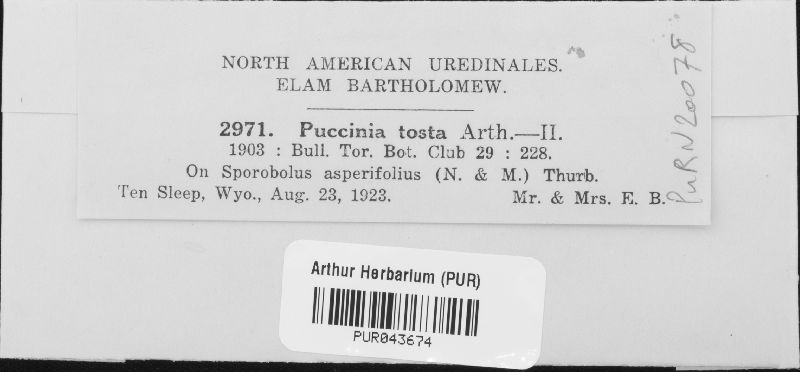 NORTH AMERICAN UREDINALES.
ELAM BARTHOLOMEW.
2971. Puccinia tosta Arth.—II.
1903 : Bull. Tor. Bot. Club 29 : 228.
On Sporobolus asperifolius (N. & M.) Thurb.
Ten Sleep, Wyo., Aug. 23, 1923. Mr. & Mrs. E. B.
PURN20078
Arthur Herbarium (PUR)
PUR043674